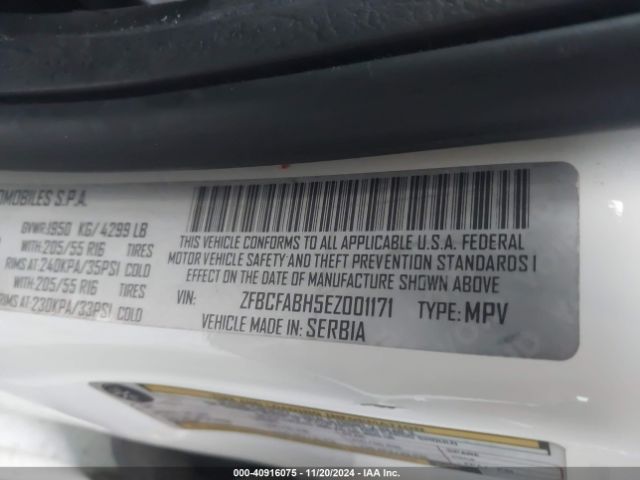 OMOBILES S.P.A.
GVWR:1950 KG/4299 LB
WITH:205/55 R16 TIRES
RIMS AT:240KPA/35PSI COLD
WITH:205/55 R16 TIRES
RIMS AT:230KPA/33PSI COLD
THIS VEHICLE CONFORMS TO ALL APPLICABLE U.S.A. FEDERAL
MOTOR VEHICLE SAFETY AND THEFT PREVENTION STANDARDS I
EFFECT ON THE DATE OF MANUFACTURE SHOWN ABOVE
VIN: ZFBCFABH5EZ001171 TYPE: MPV
VEHICLE MADE IN: SERBIA
000-40916075 - 11/20/2024 - IAA Inc.